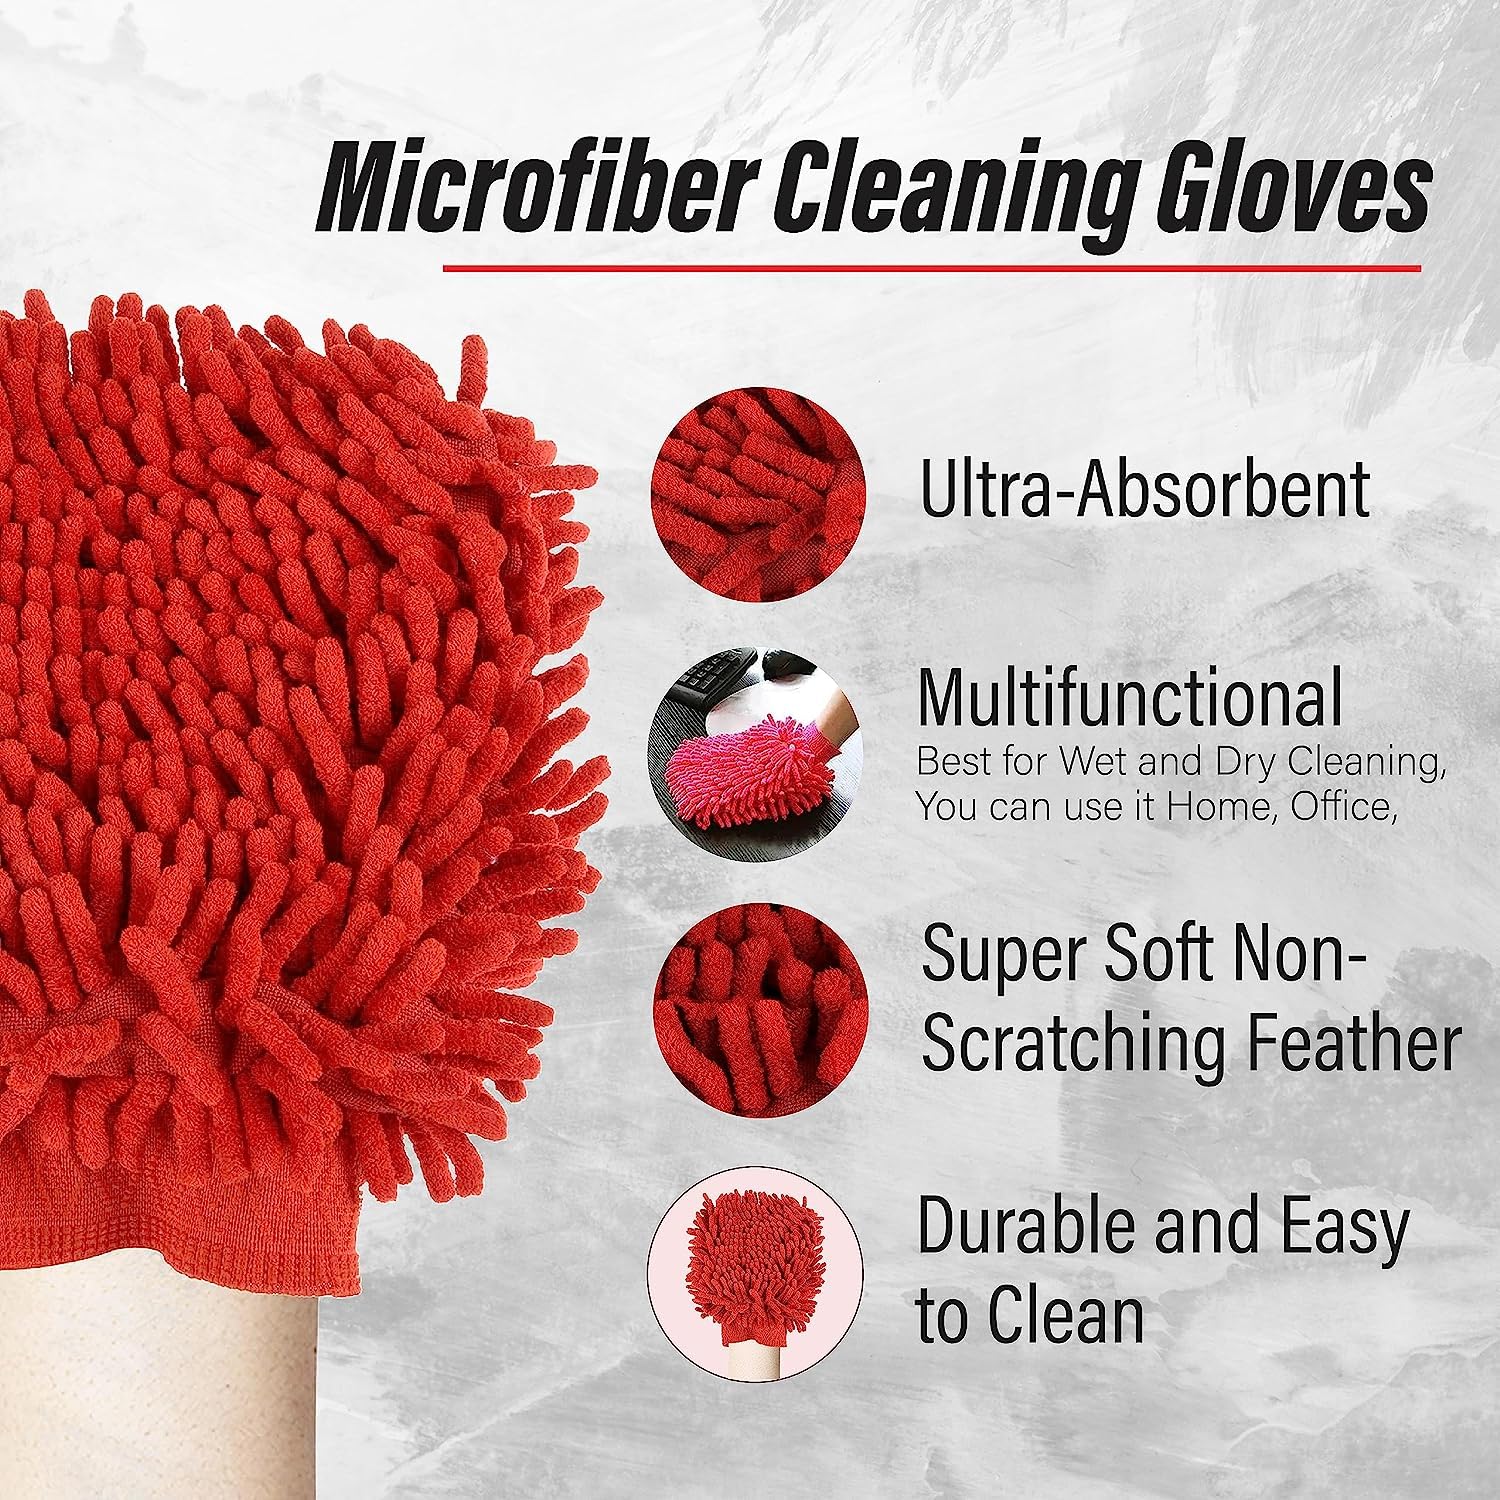 Microfiber Cleaning Gloves
Ultra-Absorbent
Multifunctional
Best for Wet and Dry Cleaning,
You can use it Home, Office,
Super Soft Non-
Scratching Feather
Durable and Easy
to Clean